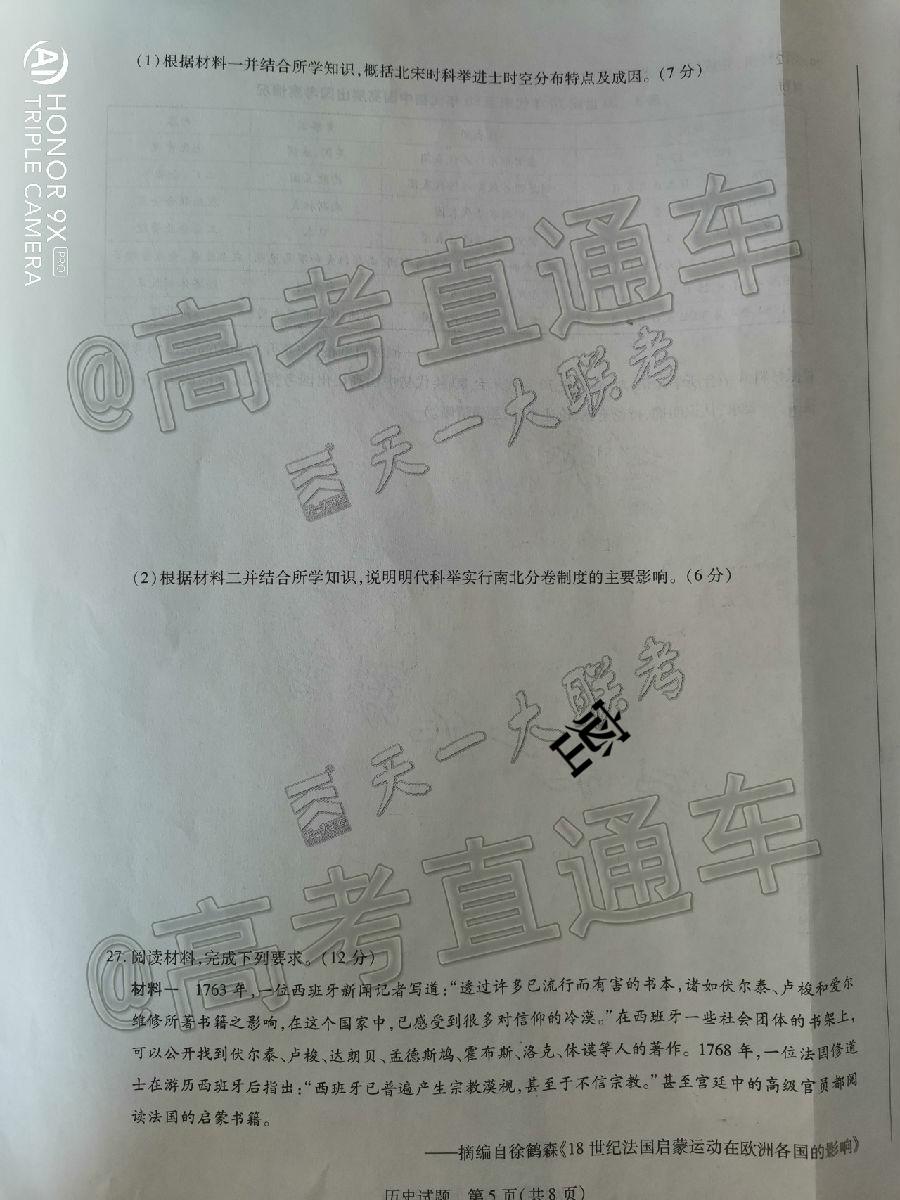 HONOR 9X PRO
TRIPLE CAMERA
(1)根据材料一并结合所学知识,概括北宋时科举进士时空分布特点及成因。(7 分)
@高考直通车
天一大联考
(2)根据材料二并结合所学知识,说明明代科举实行南北分卷制度的主要影响。(6 分)
天一大联考
密
@高考直通车
27. 阅读材料,完成下列要求。(12 分)
材料一 1763 年,一位西班牙新闻记者写道:“透过许多已流行而有害的书本,诸如伏尔泰、卢梭和爱尔
维修所著书籍之影响,在这个国家中,已感受到很多对信仰的冷漠。”在西班牙一些社会团体的书架上,
可以公开找到伏尔泰、卢梭、达朗贝、孟德斯鸠、霍布斯、洛克、休谟等人的著作。1768 年,一位法国修道
士在游历西班牙后指出:“西班牙已普遍产生宗教漠视,甚至于不信宗教。”甚至宫廷中的高级官员都阅
读法国的启蒙书籍。
——摘编自徐鹤森《18 世纪法国启蒙运动在欧洲各国的影响》
历史试题 第 5 页(共 8 页)